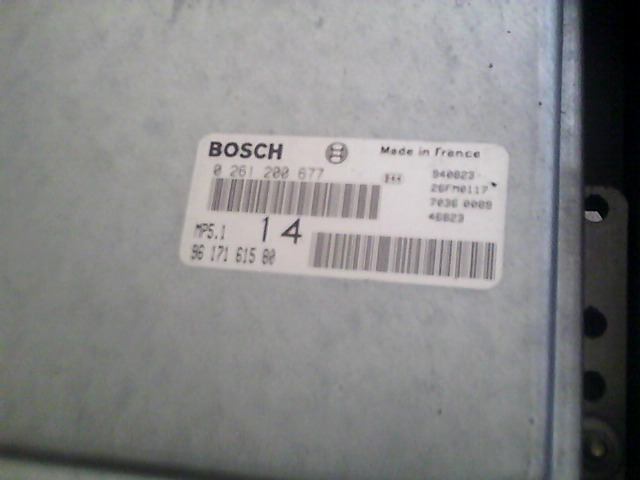 BOSCH
Made in France
0 261 200 677
940823
26FM0117
7036 0089
46823
MP5.1
14
96 171 615 80